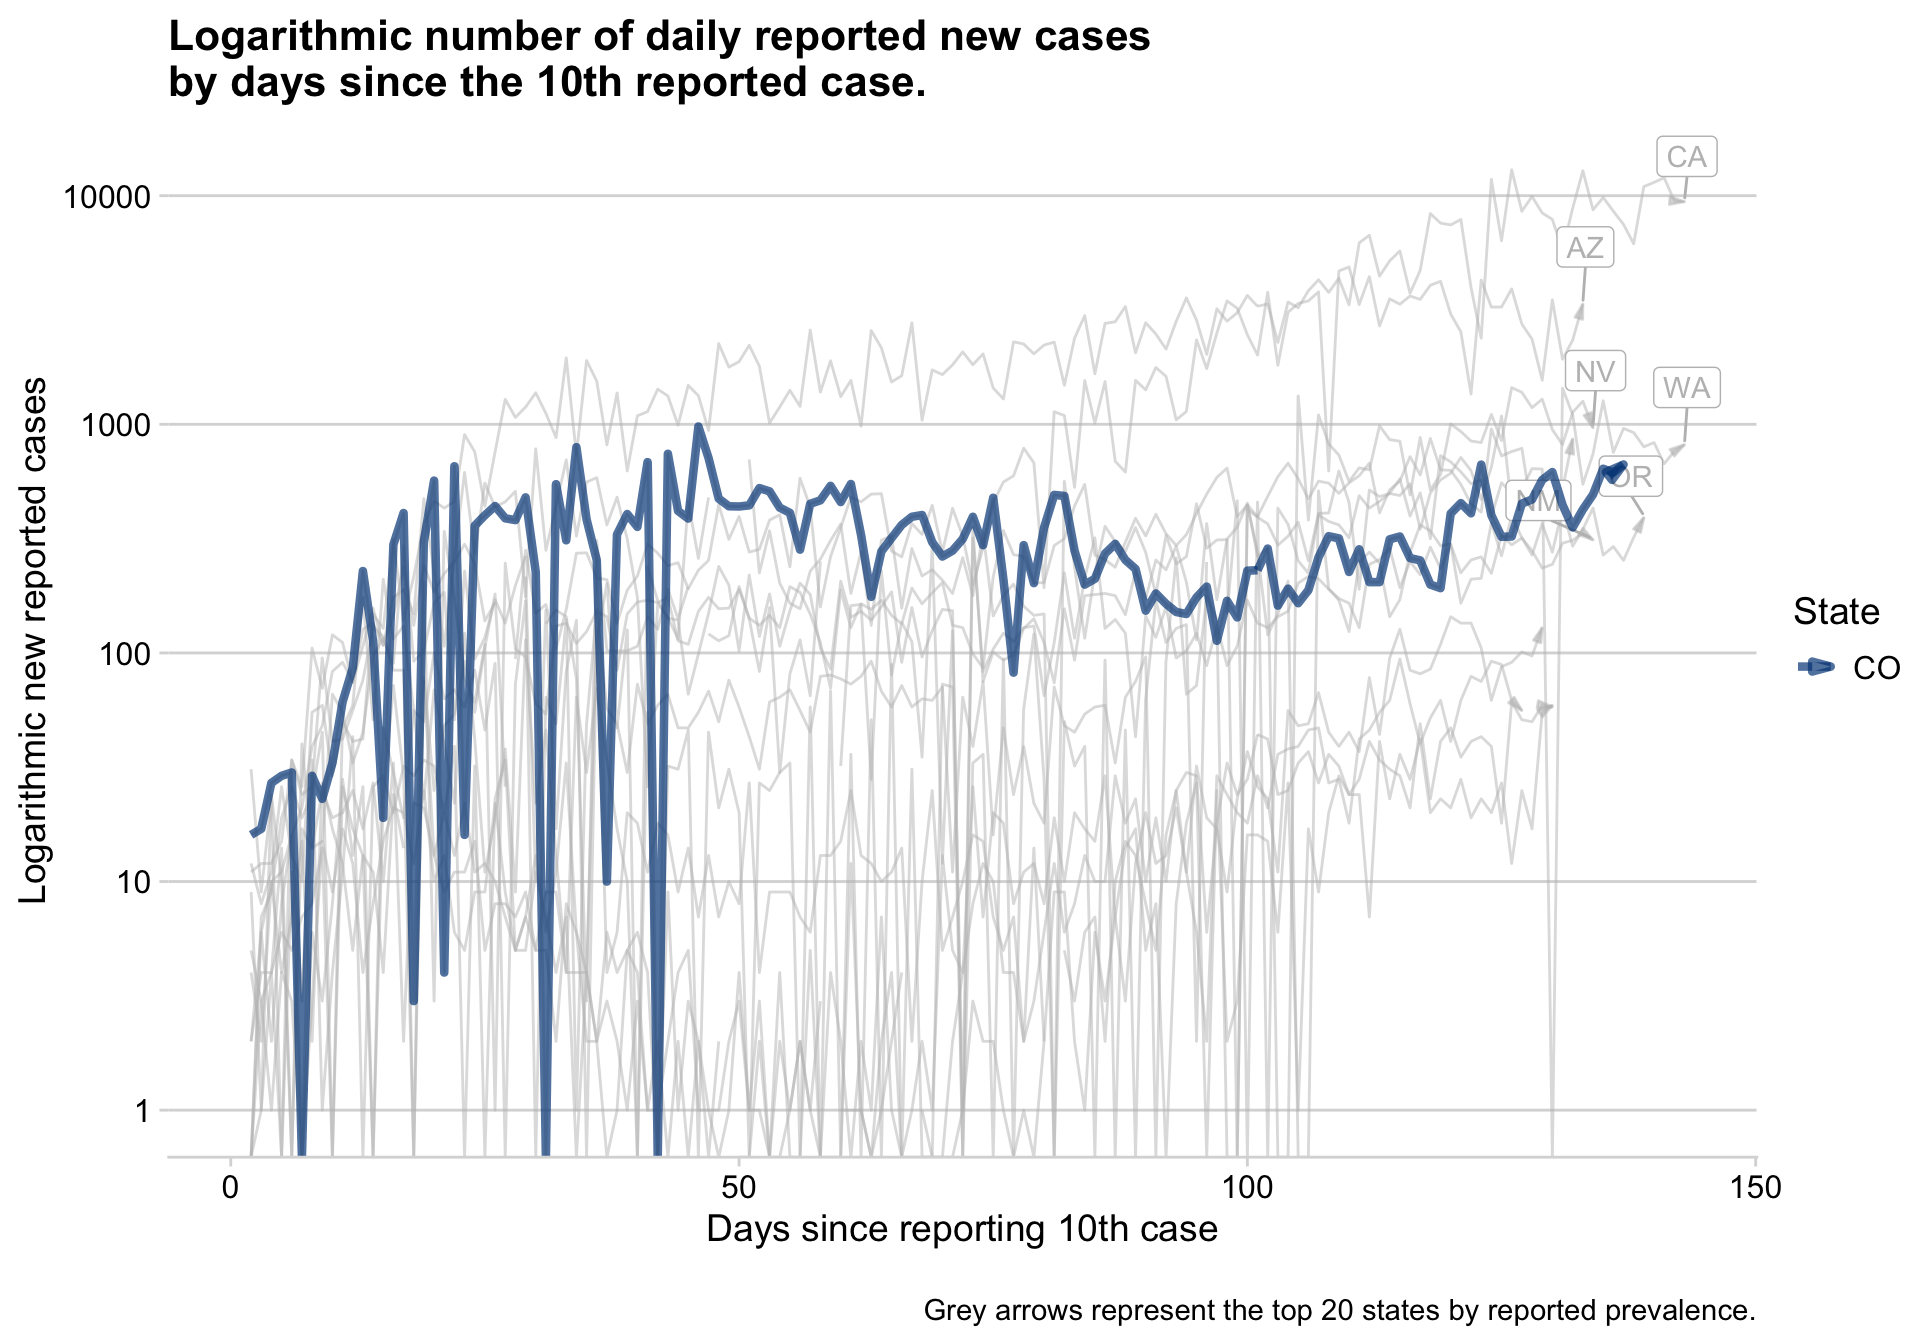 Logarithmic number of daily reported new cases
by days since the 10th reported case.
Logarithmic new reported cases
10000
1000
100
10
1
CA
AZ
NV
WA
OR
NM
State
CO
0
50
100
150
Days since reporting 10th case
Grey arrows represent the top 20 states by reported prevalence.